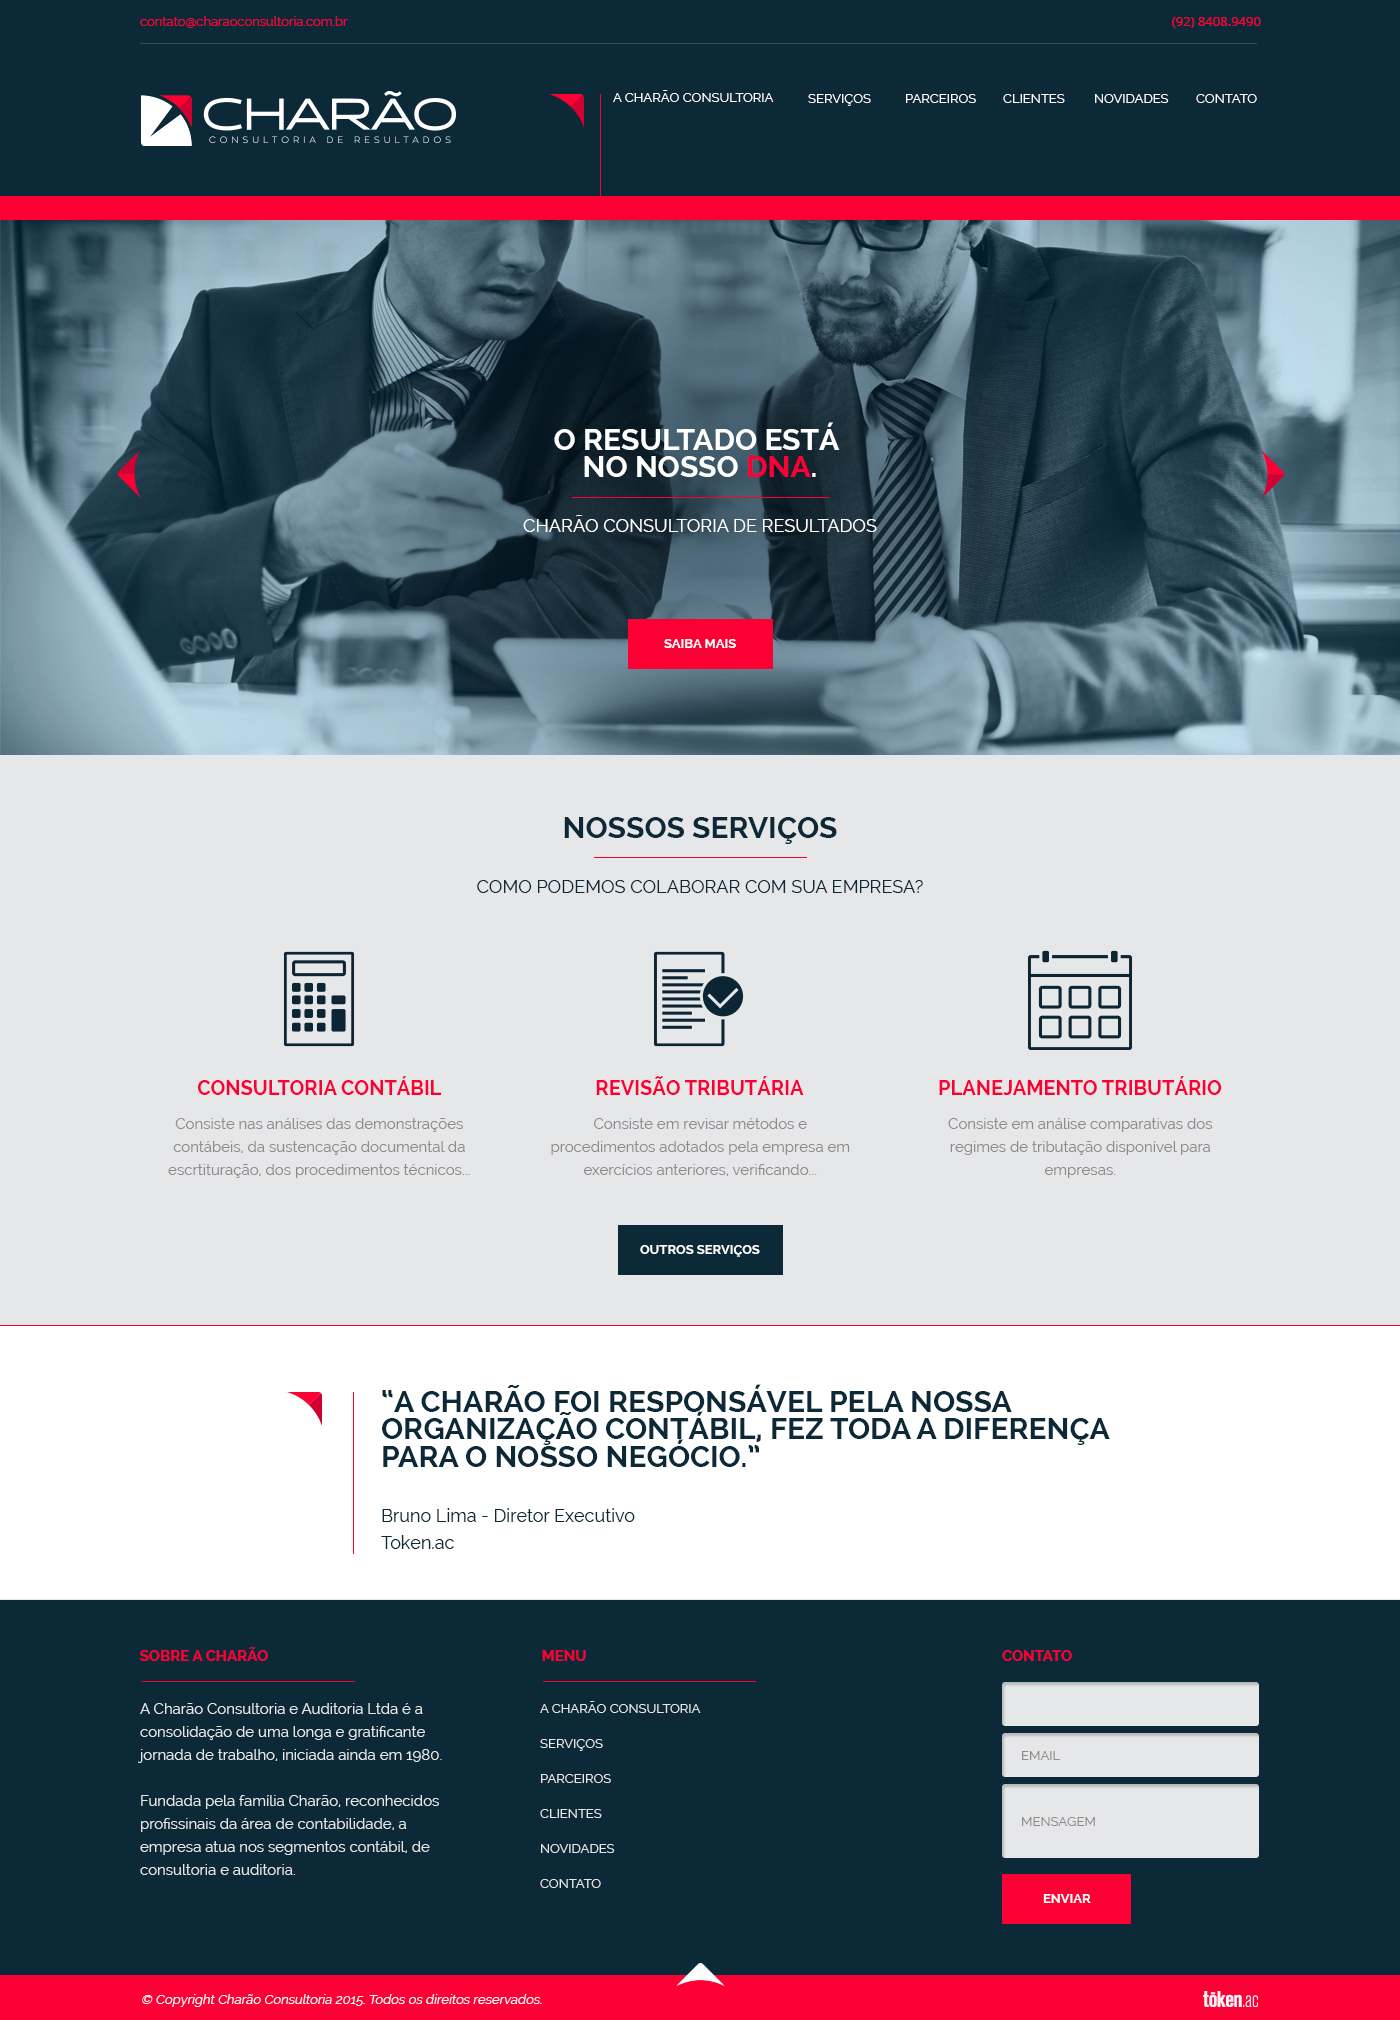 contato@charaoconsultoria.com.br
(92) 8408.9490
CHARÃO
CONSULTORIA DE RESULTADOS
A CHARÃO CONSULTORIA
SERVIÇOS
PARCEIROS
CLIENTES
NOVIDADES
CONTATO
O RESULTADO ESTÁ
NO NOSSO DNA.
CHARÃO CONSULTORIA DE RESULTADOS
SAIBA MAIS
NOSSOS SERVIÇOS
COMO PODEMOS COLABORAR COM SUA EMPRESA?
CONSULTORIA CONTÁBIL
Consiste nas análises das demonstrações
contábeis, da sustencação documental da
escrtituração, dos procedimentos técnicos...
REVISÃO TRIBUTÁRIA
Consiste em revisar métodos e
procedimentos adotados pela empresa em
exercícios anteriores, verificando...
PLANEJAMENTO TRIBUTÁRIO
Consiste em análise comparativas dos
regimes de tributação disponível para
empresas.
OUTROS SERVIÇOS
“A CHARÃO FOI RESPONSÁVEL PELA NOSSA
ORGANIZAÇÃO CONTÁBIL, FEZ TODA A DIFERENÇA
PARA O NOSSO NEGÓCIO.”
Bruno Lima - Diretor Executivo
Token.ac
SOBRE A CHARÃO
A Charão Consultoria e Auditoria Ltda é a
consolidação de uma longa e gratificante
jornada de trabalho, iniciada ainda em 1980.
Fundada pela família Charão, reconhecidos
profissinais da área de contabilidade, a
empresa atua nos segmentos contábil, de
consultoria e auditoria.
MENU
A CHARÃO CONSULTORIA
SERVIÇOS
PARCEIROS
CLIENTES
NOVIDADES
CONTATO
CONTATO
EMAIL
MENSAGEM
ENVIAR
© Copyright Charão Consultoria 2015. Todos os direitos reservados.
tōken.ac